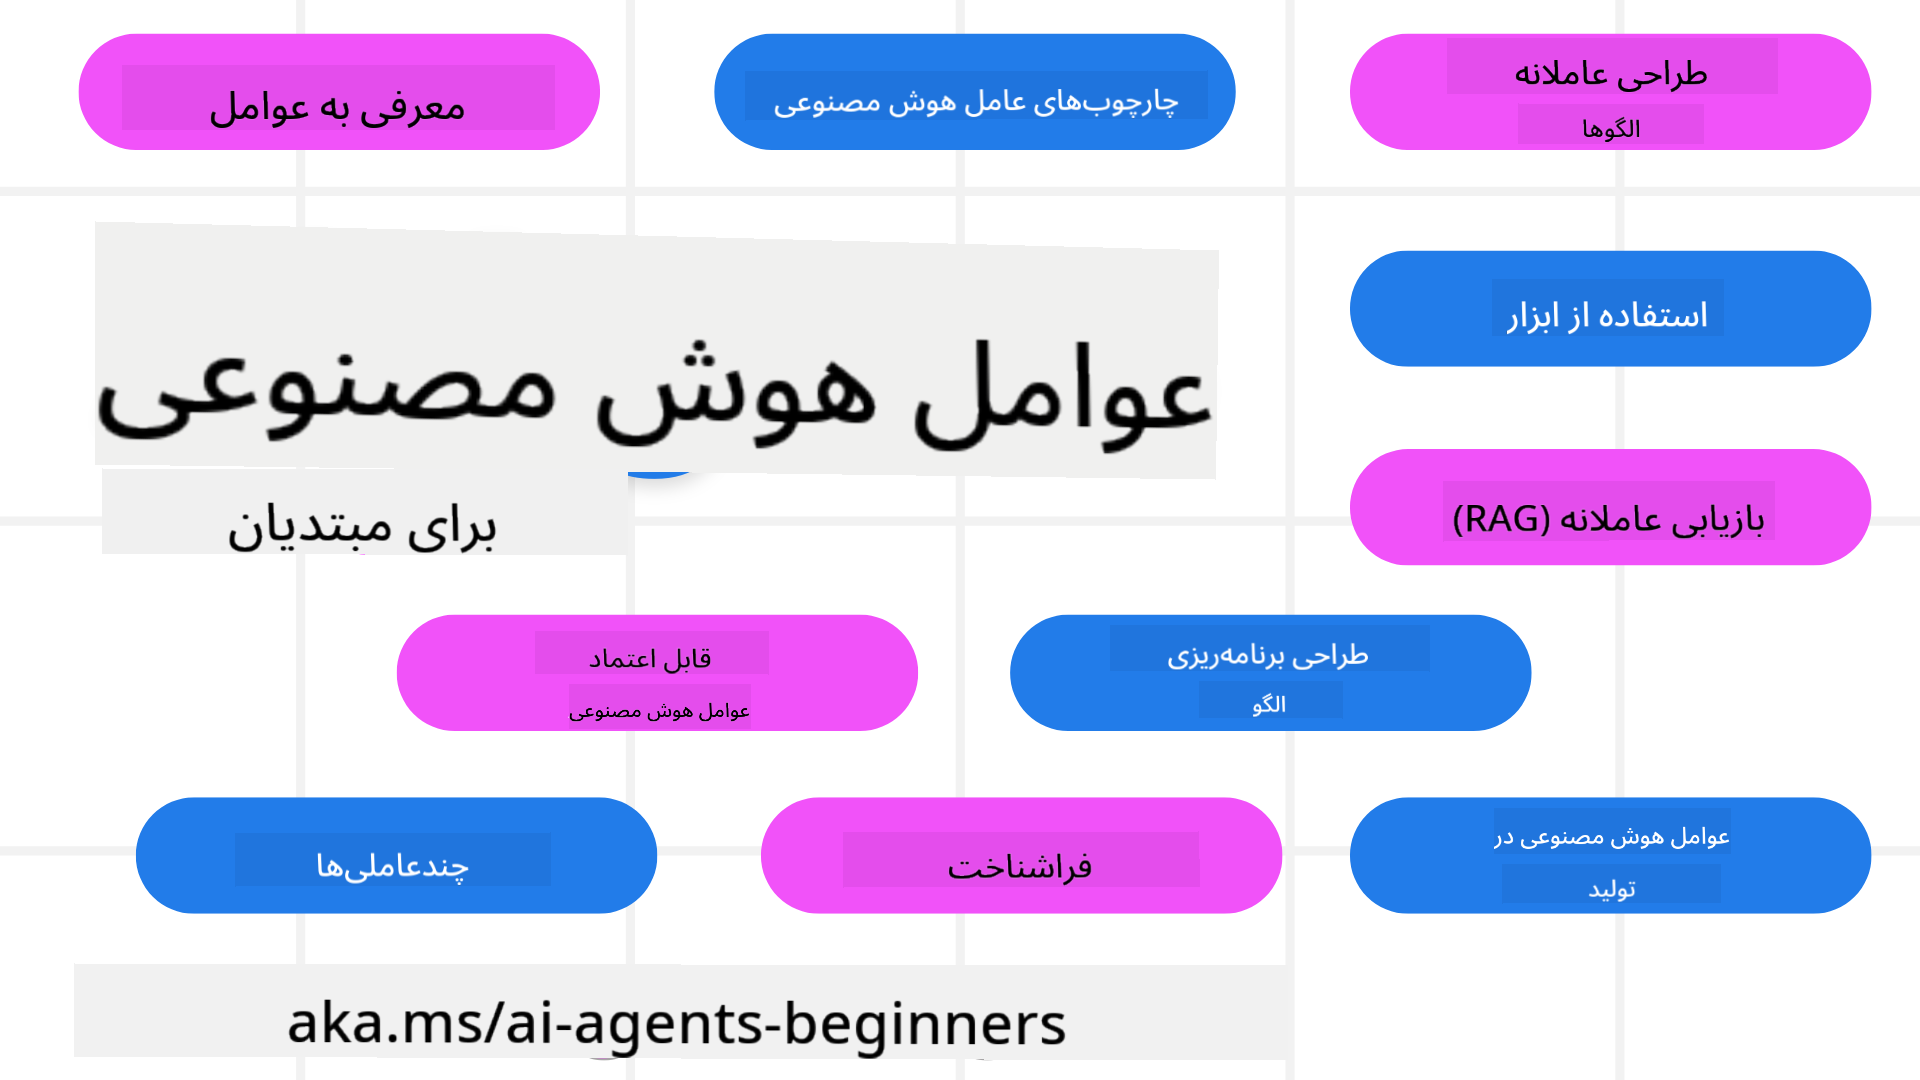 معرفی به عوامل
چارچوب‌های عامل هوش مصنوعی
طراحی عاملانه
الگوها
عوامل هوش مصنوعی
برای مبتدیان
استفاده از ابزار
بازیابی عاملانه (RAG)
قابل اعتماد
عوامل هوش مصنوعی
طراحی برنامه‌ریزی
الگو
چندعاملی‌ها
فراشناخت
عوامل هوش مصنوعی در
تولید
aka.ms/ai-agents-beginners